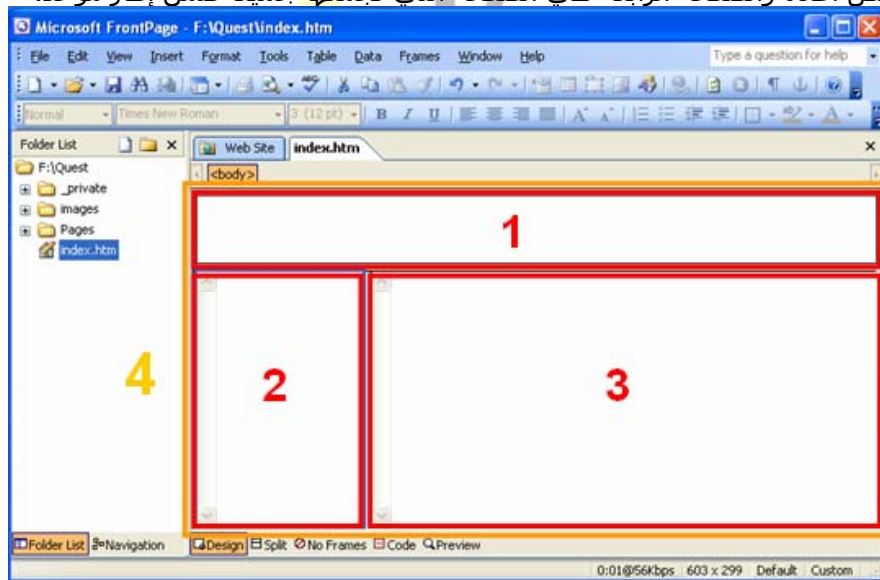 Microsoft FrontPage - F:\Quest\index.htm
File Edit View Insert Format Tools Table Data Frames Window Help Type a question for help
Normal Times New Roman 3 (12 pt) B I U A A A
Folder List Web Site index.htm
F:\Quest <body>
_private
images
Pages
index.htm
1
4 2 3
Folder List Navigation Design Split No Frames Code Preview
0:01@56Kbps 603 x 299 Default Custom